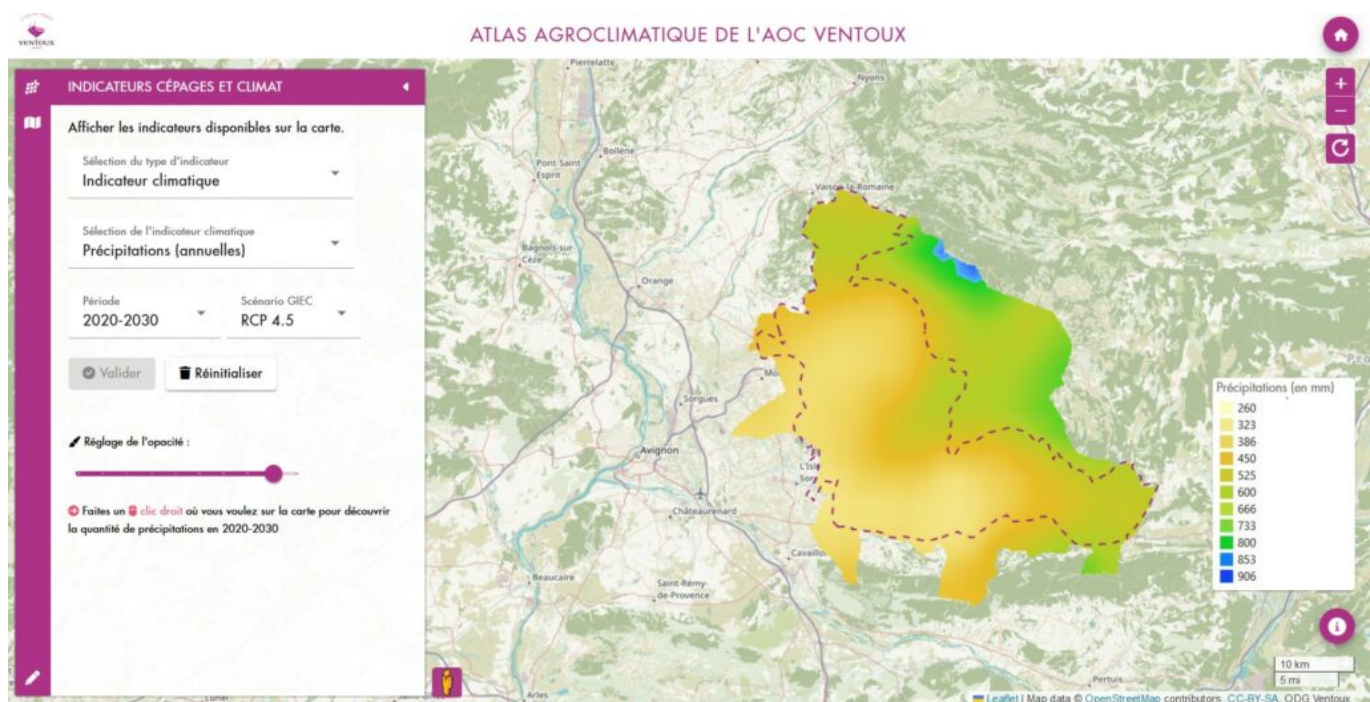 VENTOUX
ATLAS AGROCLIMATIQUE DE L'AOC VENTOUX
INDICATEURS CÉPAGES ET CLIMAT
Afficher les indicateurs disponibles sur la carte.
Sélection du type d'indicateur
Indicateur climatique
Sélection de l'indicateur climatique
Précipitations (annuelles)
Période
2020-2030
Scénario GIEC
RCP 4.5
Valider
Réinitialiser
Réglage de l'opacité :
Faites un clic droit où vous voulez sur la carte pour découvrir
la quantité de précipitations en 2020-2030
Pierrelatte
Nyons
Bollène
Pont-Saint
Esprit
Vaison-la-Romaine
Bagnols-sur
Cèze
Orange
Sorgues
Avignon
L'Isl
Châteaurenard
Cavaillon
Beaucaire
Saint-Rémy-
de-Provence
Arles
Pertuis
+
−
Précipitations (en mm)
260
323
386
450
525
600
666
733
800
853
906
10 km
5 mi
Leaflet | Map data © OpenStreetMap contributors, CC-BY-SA, ODG Ventoux